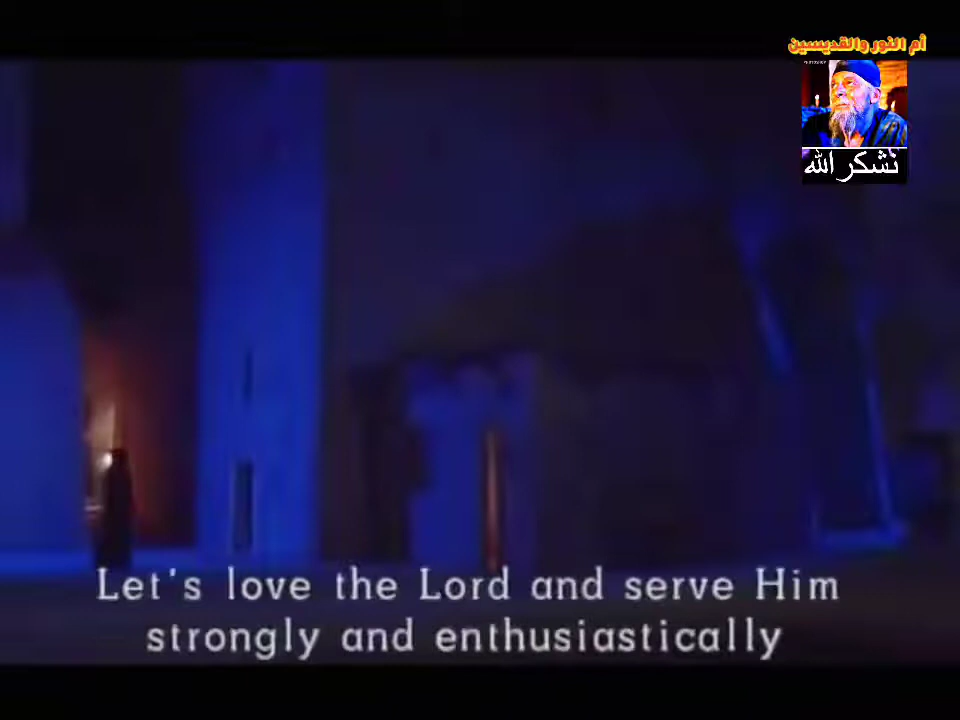 أم النور والقديسين
نشكر الله
Let's love the Lord and serve Him
strongly and enthusiastically